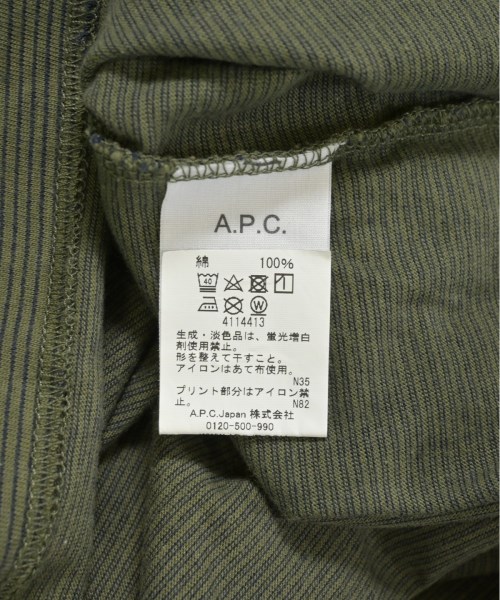 A.P.C.
綿 100%
40
W
4114413
生成・淡色品は、蛍光増白
剤使用禁止。
形を整えて干すこと。
アイロンはあて布使用。
N35
プリント部分はアイロン禁
止。 N82
A.P.C.Japan 株式会社
0120-500-990